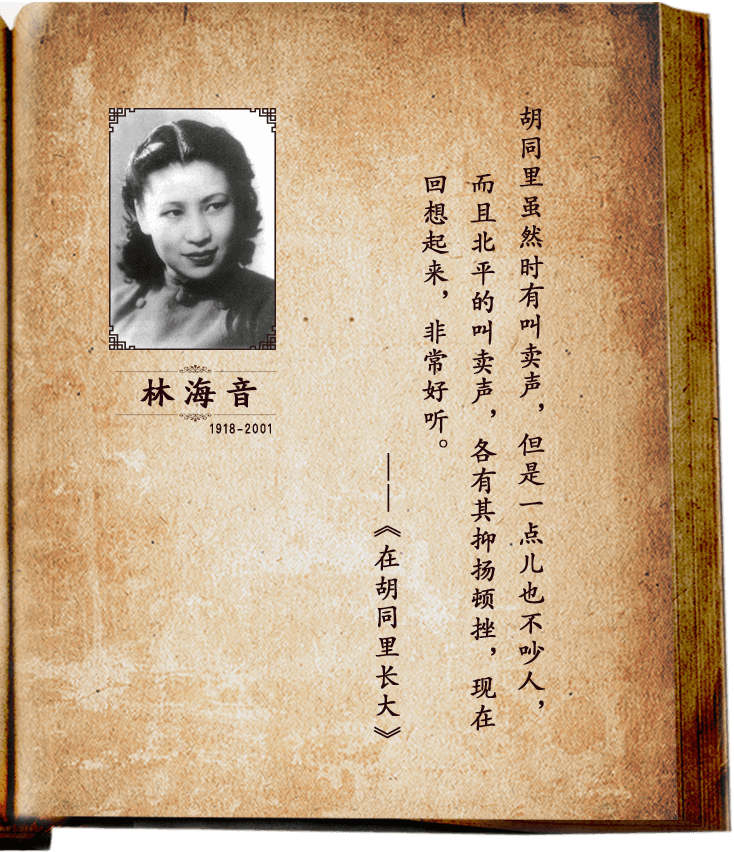 胡同里虽然时有叫卖声，但是一点儿也不吵人，
而且北平的叫卖声，各有其抑扬顿挫，现在
回想起来，非常好听。
——《在胡同里长大》
林海音
1918-2001